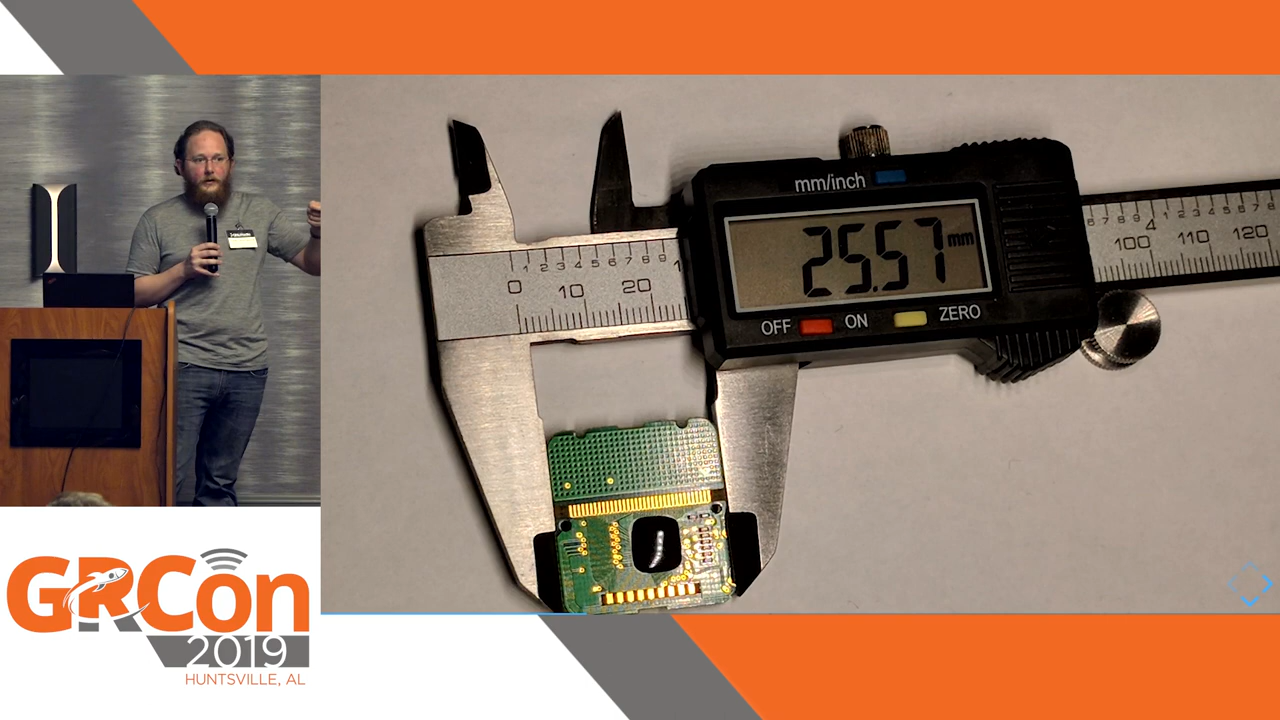 mm/inch
25.57 mm
OFF ON ZERO
0 1 2 3 4 5 6 7 8 9 1
0 10 20
6 7 8 9 4 1 2 3 4 5 6 7 8
100 110 120
GRCon
2019
HUNTSVILLE, AL